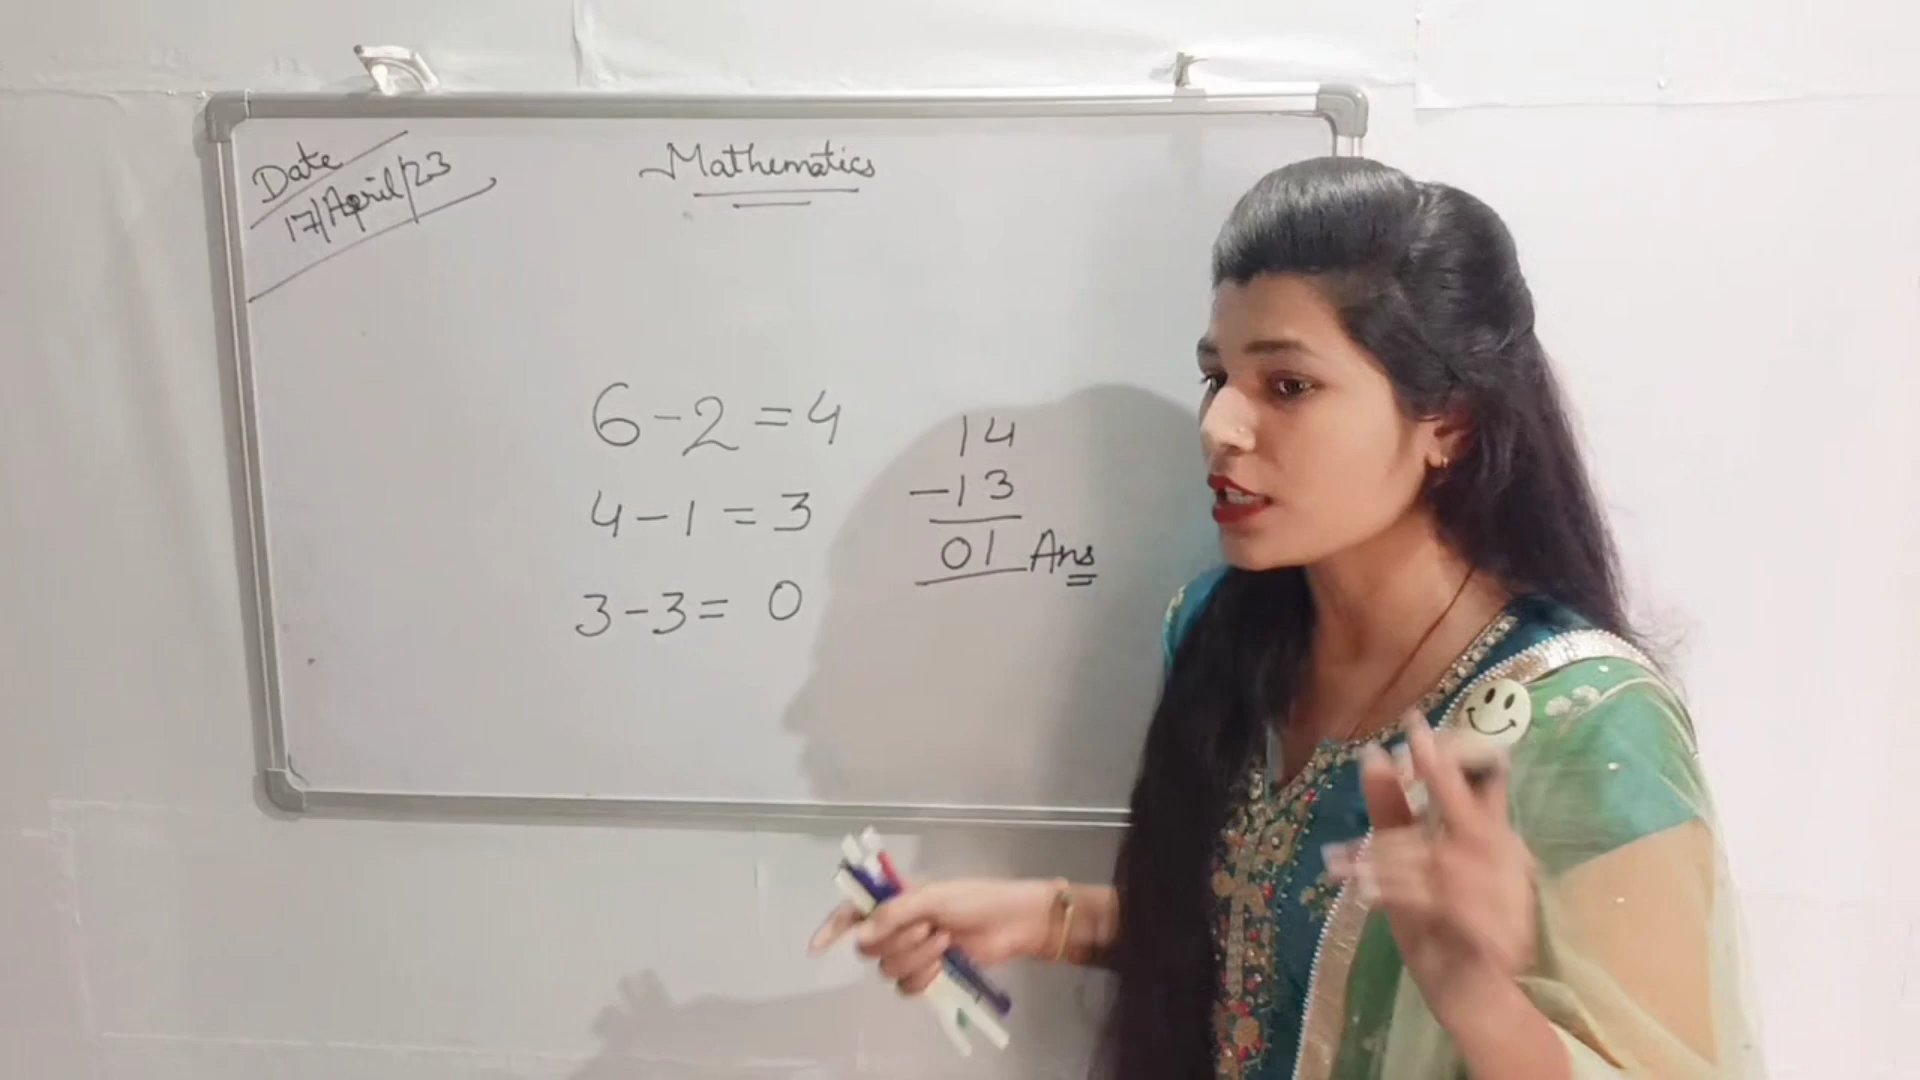 Date
17/April/23
Mathematics
6-2=4
4-1=3
3-3= 0
14
-13
01 Ans